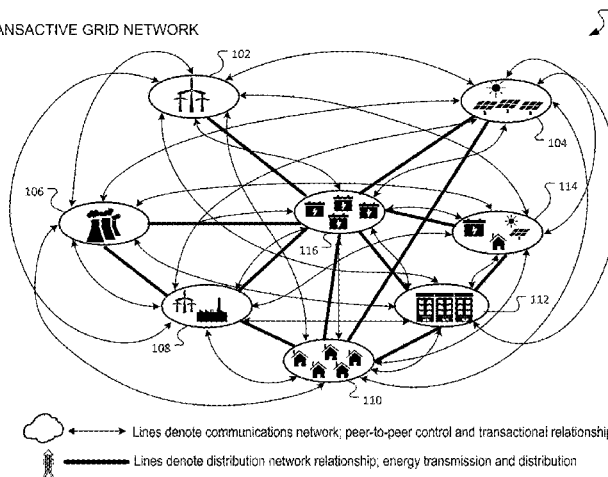 ANSACTIVE GRID NETWORK
102
104
106
114
116
112
108
110
Lines denote communications network; peer-to-peer control and transactional relationship
Lines denote distribution network relationship; energy transmission and distribution